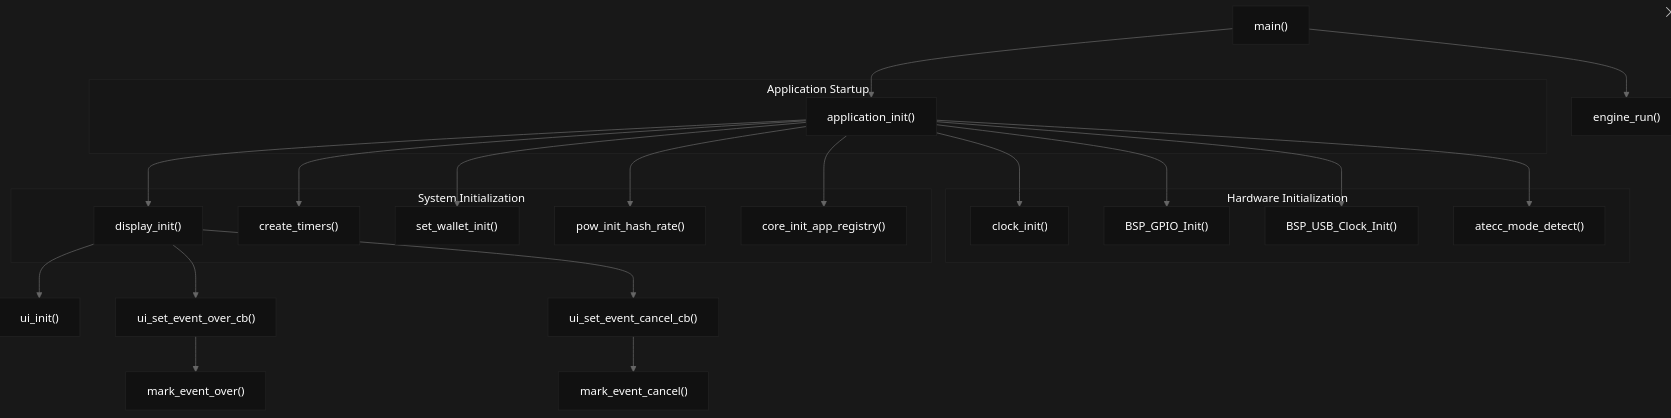 main()
Application Startup
application_init()
engine_run()
System Initialization
Hardware Initialization
display_init()
create_timers()
set_wallet_init()
pow_init_hash_rate()
core_init_app_registry()
clock_init()
BSP_GPIO_Init()
BSP_USB_Clock_Init()
atecc_mode_detect()
ui_init()
ui_set_event_over_cb()
ui_set_event_cancel_cb()
mark_event_over()
mark_event_cancel()